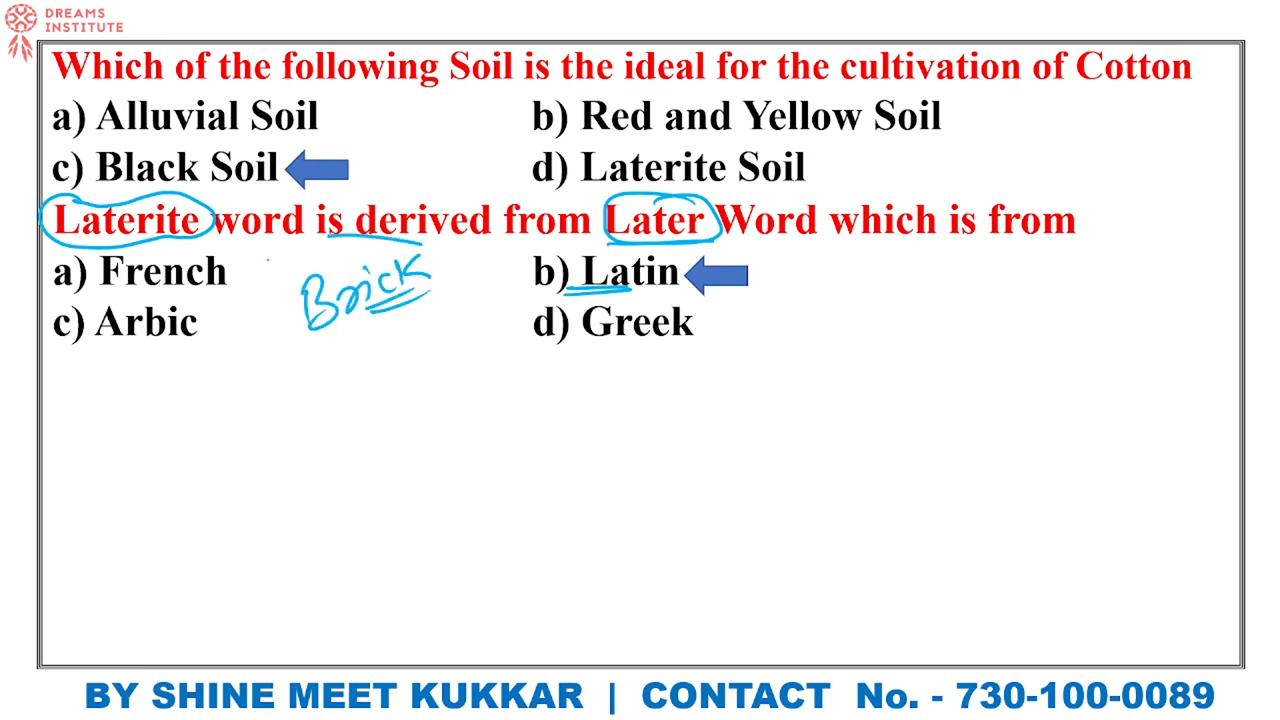 DREAMS
INSTITUTE
Which of the following Soil is the ideal for the cultivation of Cotton
a) Alluvial Soil b) Red and Yellow Soil
c) Black Soil d) Laterite Soil
Laterite word is derived from Later Word which is from
a) French b) Latin
Brick
c) Arbic d) Greek
BY SHINE MEET KUKKAR | CONTACT No. - 730-100-0089